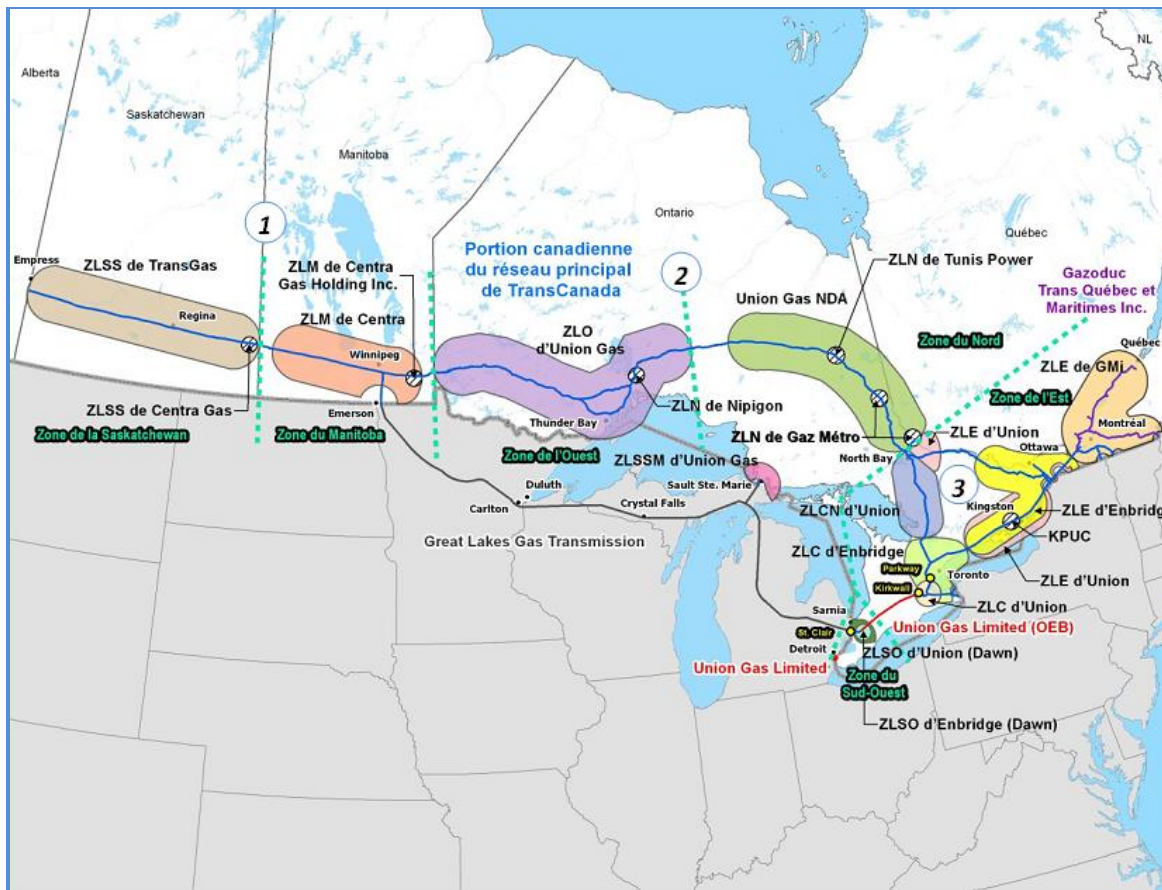 NL
Alberta
Saskatchewan
Manitoba
Ontario
Québec
1
Portion canadienne
du réseau principal
de TransCanada
2
ZLN de Tunis Power
Gazoduc
Trans Québec et
Maritimes Inc.
Empress
ZLSS de TransGas
ZLM de Centra
Gas Holding Inc.
Union Gas NDA
Regina
ZLM de Centra
ZLO
d'Union Gas
Zone du Nord
Québec
Winnipeg
ZLE de GMi
ZLSS de Centra Gas
Emerson
ZLN de Nipigon
Zone de l'Est
Zone de la Saskatchewan
Zone du Manitoba
Thunder Bay
Zone de l'Ouest
ZLN de Gaz Métro
ZLE d'Union
Montréal
North Bay
Ottawa
ZLSSM d'Union Gas
3
Duluth
Sault Ste. Marie
Carlton
Crystal Falls
ZLCN d'Union
Kingston
ZLE d'Enbridge
KPUC
Great Lakes Gas Transmission
ZLC d'Enbridge
Parkway
Toronto
ZLE d'Union
Kirkwall
ZLC d'Union
Sarnia
Union Gas Limited (OEB)
St. Clair
Detroit
ZLSO d'Union (Dawn)
Union Gas Limited
Zone du
Sud-Ouest
ZLSO d'Enbridge (Dawn)